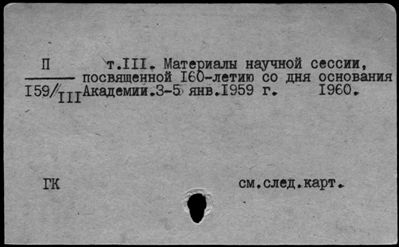 П т.III. Материалы научной сессии,
посвященной 160-летию со дня основания
159/III Академии.3-5 янв.1959 г. 1960.
ГК см.след.карт.